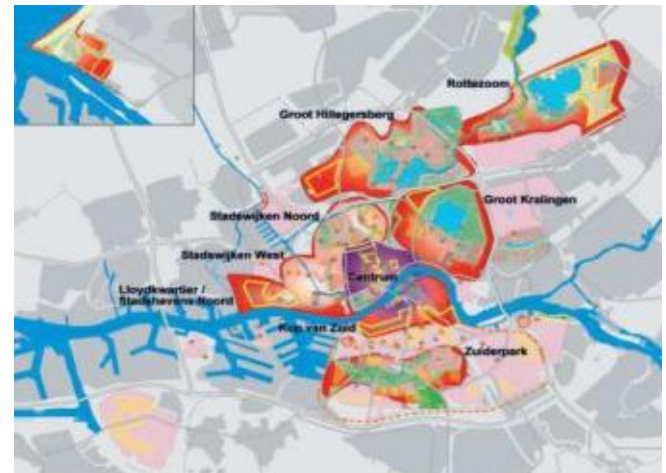 Rottezoom
Groot Hillegersberg
Groot Kralingen
Stadswijken Noord
Stadswijken West
Centrum
Lloydkwartier /
Stadshavens Noord
Kop van Zuid
Zuiderpark